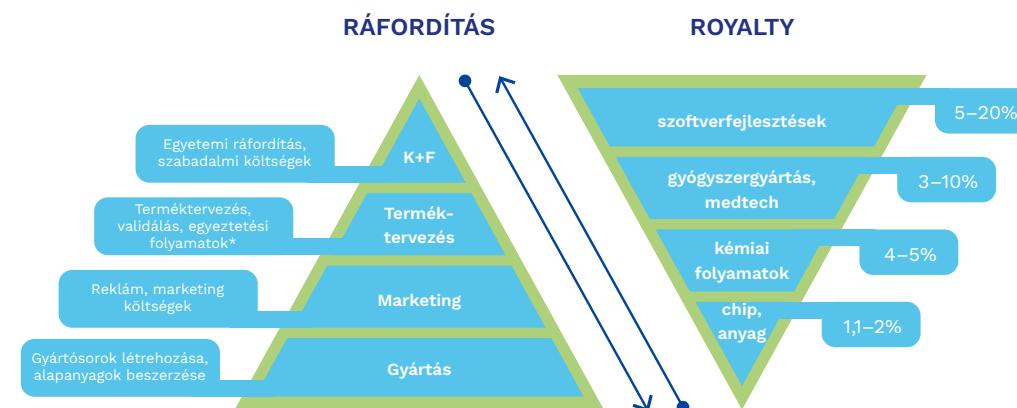 RÁFORDÍTÁS
Egyetemi ráfordítás,
szabadalmi költségek
K+F
Terméktervezés,
validálás, egyeztetési
folyamatok*
Termék-
tervezés
Reklám, marketing
költségek
Marketing
Gyártósorok létrehozása,
alapanyagok beszerzése
Gyártás
ROYALTY
szoftverfejlesztések
5–20%
gyógyszergyártás,
medtech
3–10%
kémiai
folyamatok
4–5%
chip,
anyag
1,1–2%